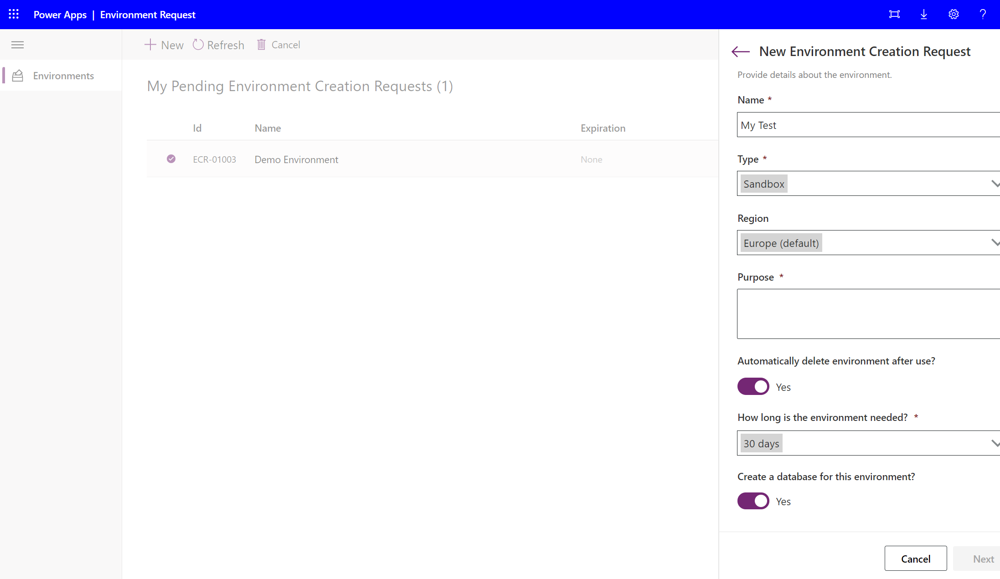 Power Apps | Environment Request
New Refresh Cancel
Environments
My Pending Environment Creation Requests (1)
Id Name Expiration
ECR-01003 Demo Environment None
New Environment Creation Request
Provide details about the environment.
Name *
My Test
Type *
Sandbox
Region
Europe (default)
Purpose *
Automatically delete environment after use?
Yes
How long is the environment needed? *
30 days
Create a database for this environment?
Yes
Cancel Next